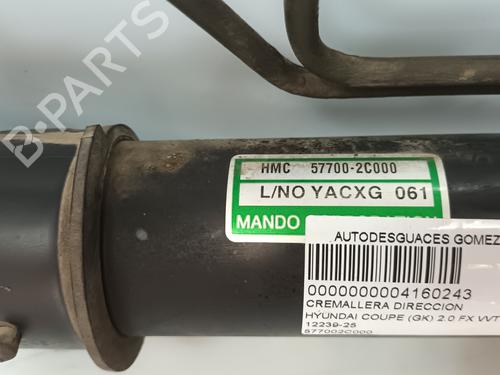 B-PARTS
HMC 57700-2C000
L/NO YACXG 061
MANDO
AUTODESGUACES GOMEZ
0000000004160243
CREMALLERA DIRECCION
HYUNDAI COUPE (GK) 2.0 FX VVT
12239-25
577002C000